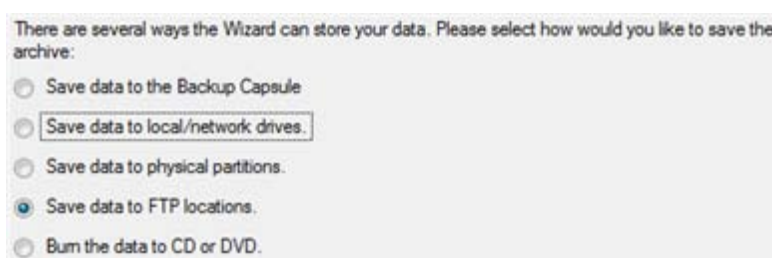 There are several ways the Wizard can store your data. Please select how would you like to save the
archive:
Save data to the Backup Capsule
Save data to local/network drives.
Save data to physical partitions.
Save data to FTP locations.
Burn the data to CD or DVD.